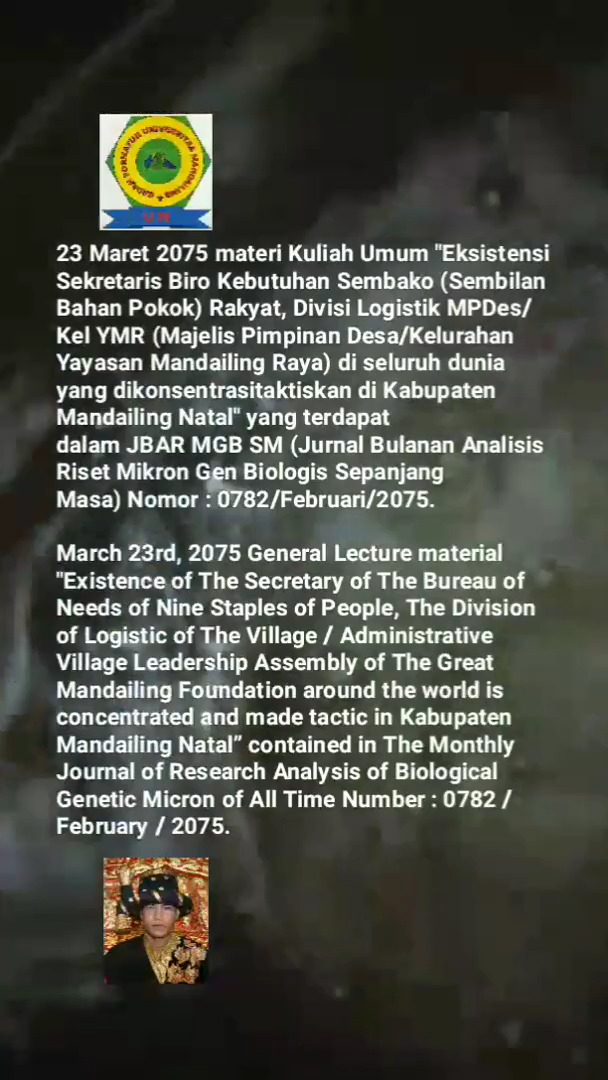 UNIVERSITAS MANDAILING
U M
23 Maret 2075 materi Kuliah Umum "Eksistensi
Sekretaris Biro Kebutuhan Sembako (Sembilan
Bahan Pokok) Rakyat, Divisi Logistik MPDes/
Kel YMR (Majelis Pimpinan Desa/Kelurahan
Yayasan Mandailing Raya) di seluruh dunia
yang dikonsentrasitaktiskan di Kabupaten
Mandailing Natal" yang terdapat
dalam JBAR MGB SM (Jurnal Bulanan Analisis
Riset Mikron Gen Biologis Sepanjang
Masa) Nomor : 0782/Februari/2075.
March 23rd, 2075 General Lecture material
"Existence of The Secretary of The Bureau of
Needs of Nine Staples of People, The Division
of Logistic of The Village / Administrative
Village Leadership Assembly of The Great
Mandailing Foundation around the world is
concentrated and made tactic in Kabupaten
Mandailing Natal” contained in The Monthly
Journal of Research Analysis of Biological
Genetic Micron of All Time Number : 0782 /
February / 2075.